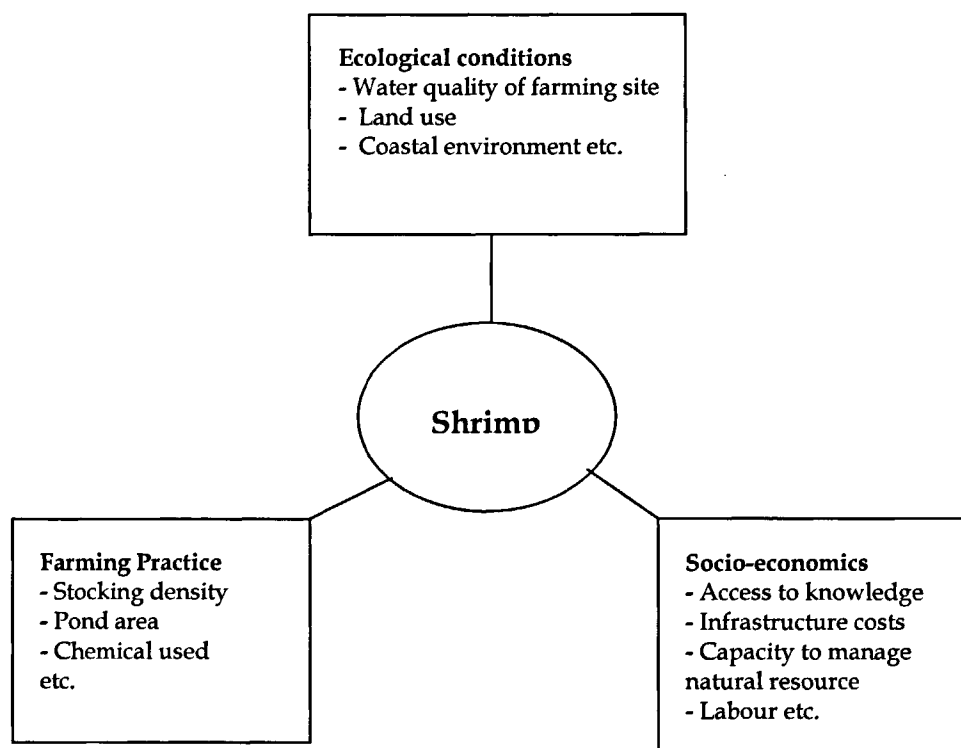 Ecological conditions
- Water quality of farming site
- Land use
- Coastal environment etc.
Shrimp
Farming Practice
- Stocking density
- Pond area
- Chemical used
etc.
Socio-economics
- Access to knowledge
- Infrastructure costs
- Capacity to manage
natural resource
- Labour etc.